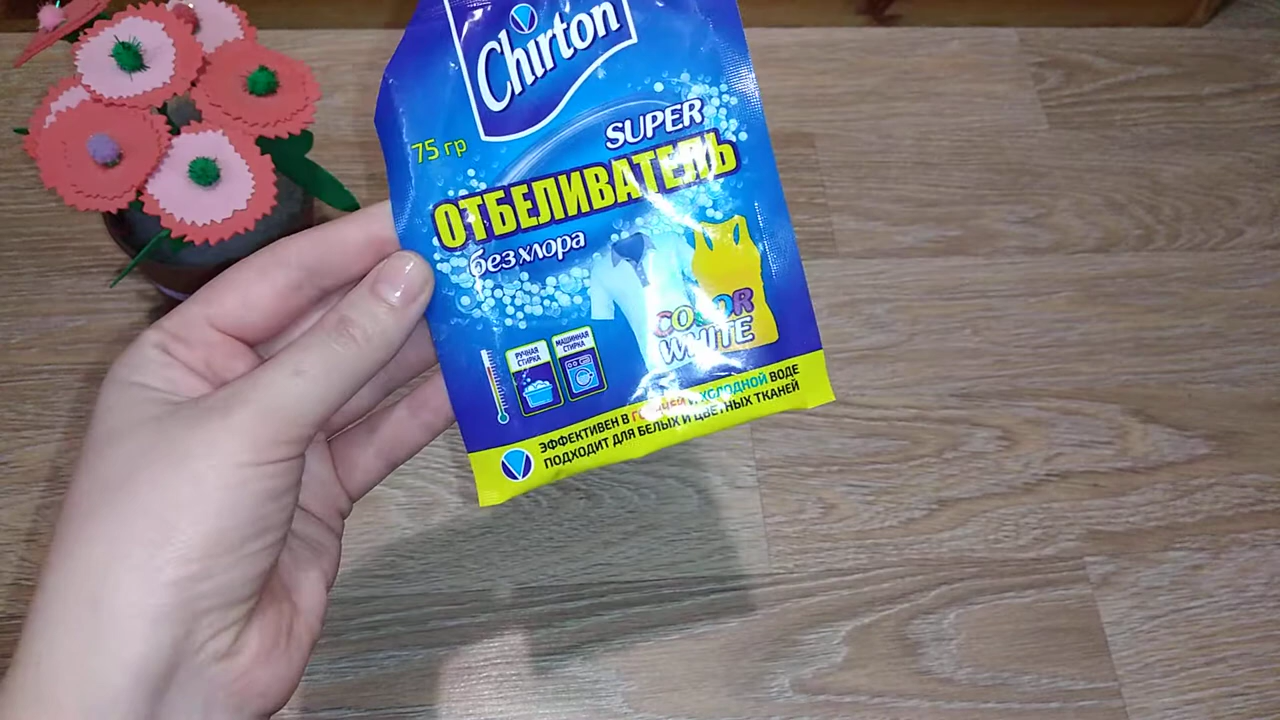 Chirton
75 гр
SUPER
ОТБЕЛИВАТЕЛЬ
без хлора
COLOR
WHITE
РУЧНАЯ
СТИРКА
МАШИННАЯ
СТИРКА
ЭФФЕКТИВЕН В ГОРЯЧЕЙ И ХОЛОДНОЙ ВОДЕ
ПОДХОДИТ ДЛЯ БЕЛЫХ И ЦВЕТНЫХ ТКАНЕЙ